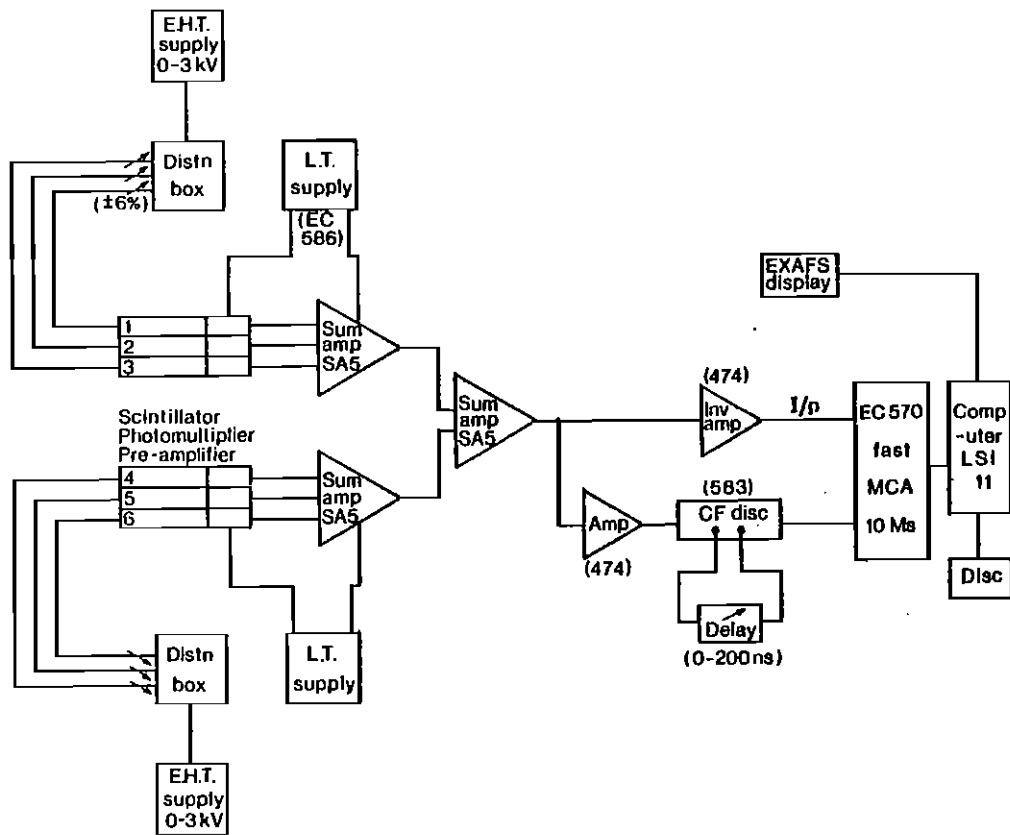 E.H.T.
supply
0-3 kV
Distn
box
(±6%)
L.T.
supply
(EC
586)
1
2
3
Sum
amp
SA5
Scintillator
Photomultiplier
Pre-amplifier
4
5
6
Sum
amp
SA5
Sum
amp
SA5
Distn
box
E.H.T.
supply
0-3 kV
L.T.
supply
(474)
Inv
amp
I/p
Amp
(474)
(583)
CF disc
Delay
(0-200 ns)
EC 570
fast
MCA
10 Ms
EXAFS
display
Comp
-uter
LSI
11
Disc